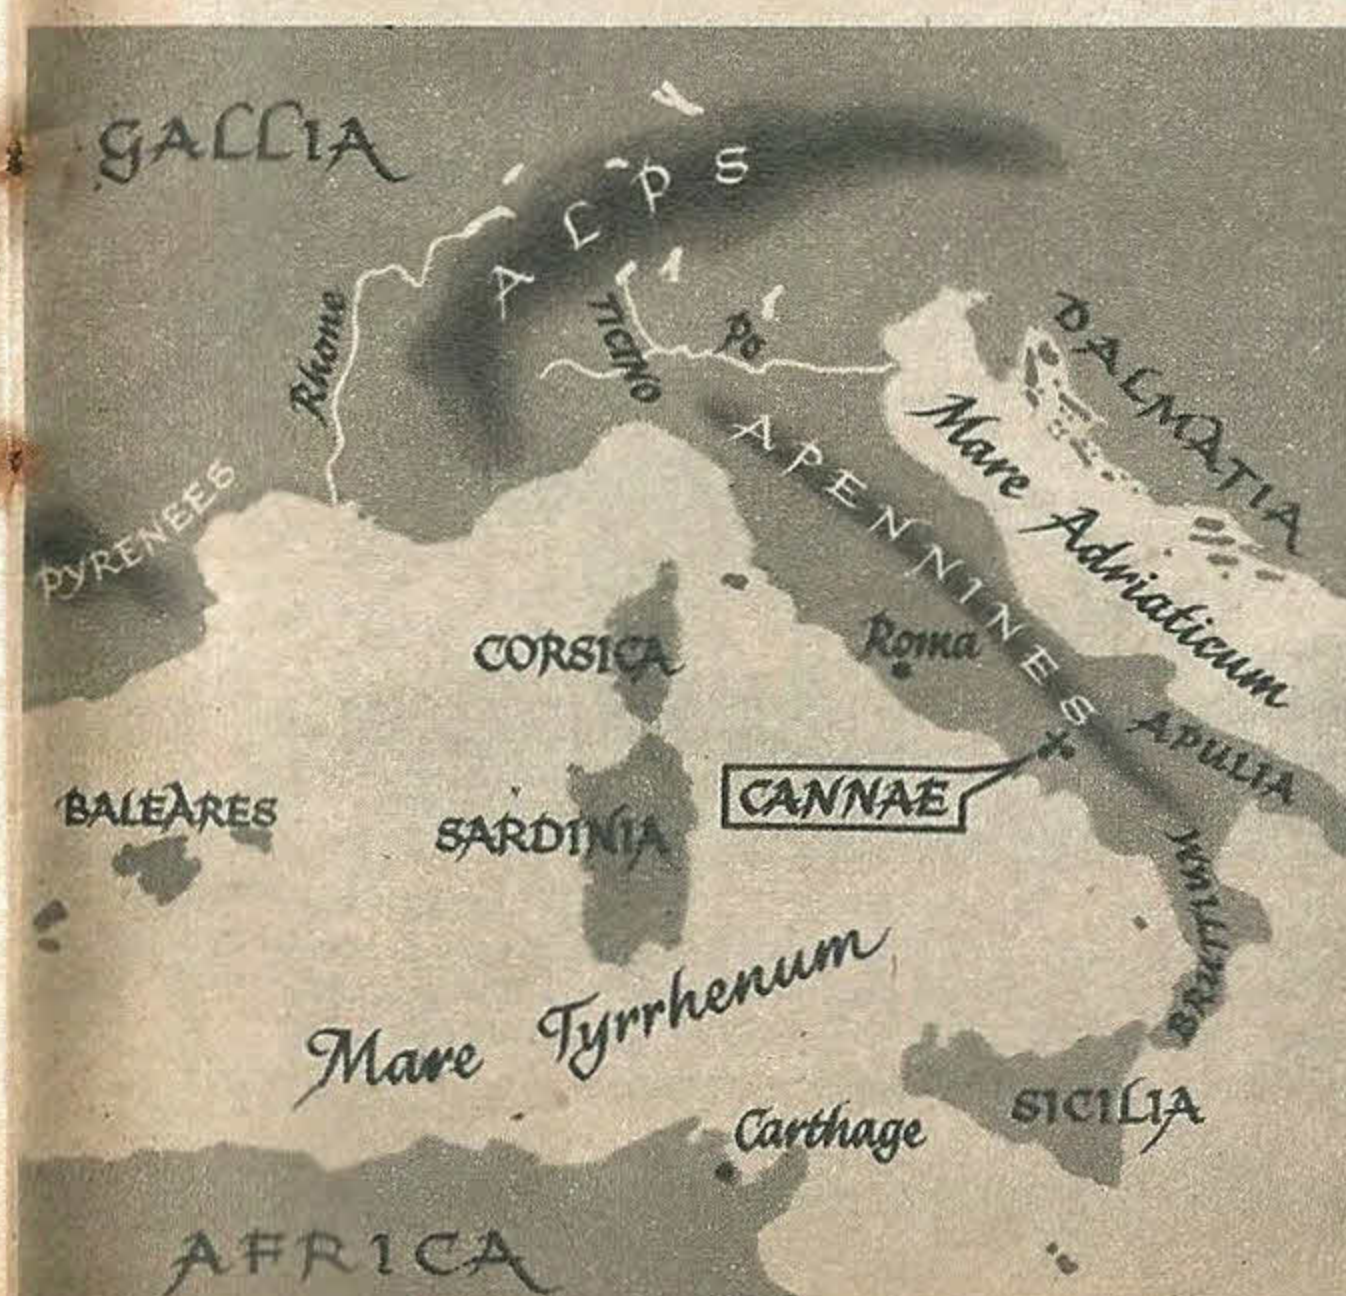 GALLIA
ALPS
Rhone
TICINO
PO
DALMATIA
PYRENEES
APENNINES
Mare Adriaticum
CORSICA
Roma
APULIA
BALEARES
SARDINIA
CANNAE
BRUTTIUM
Mare Tyrrhenum
SICILIA
Carthage
AFRICA